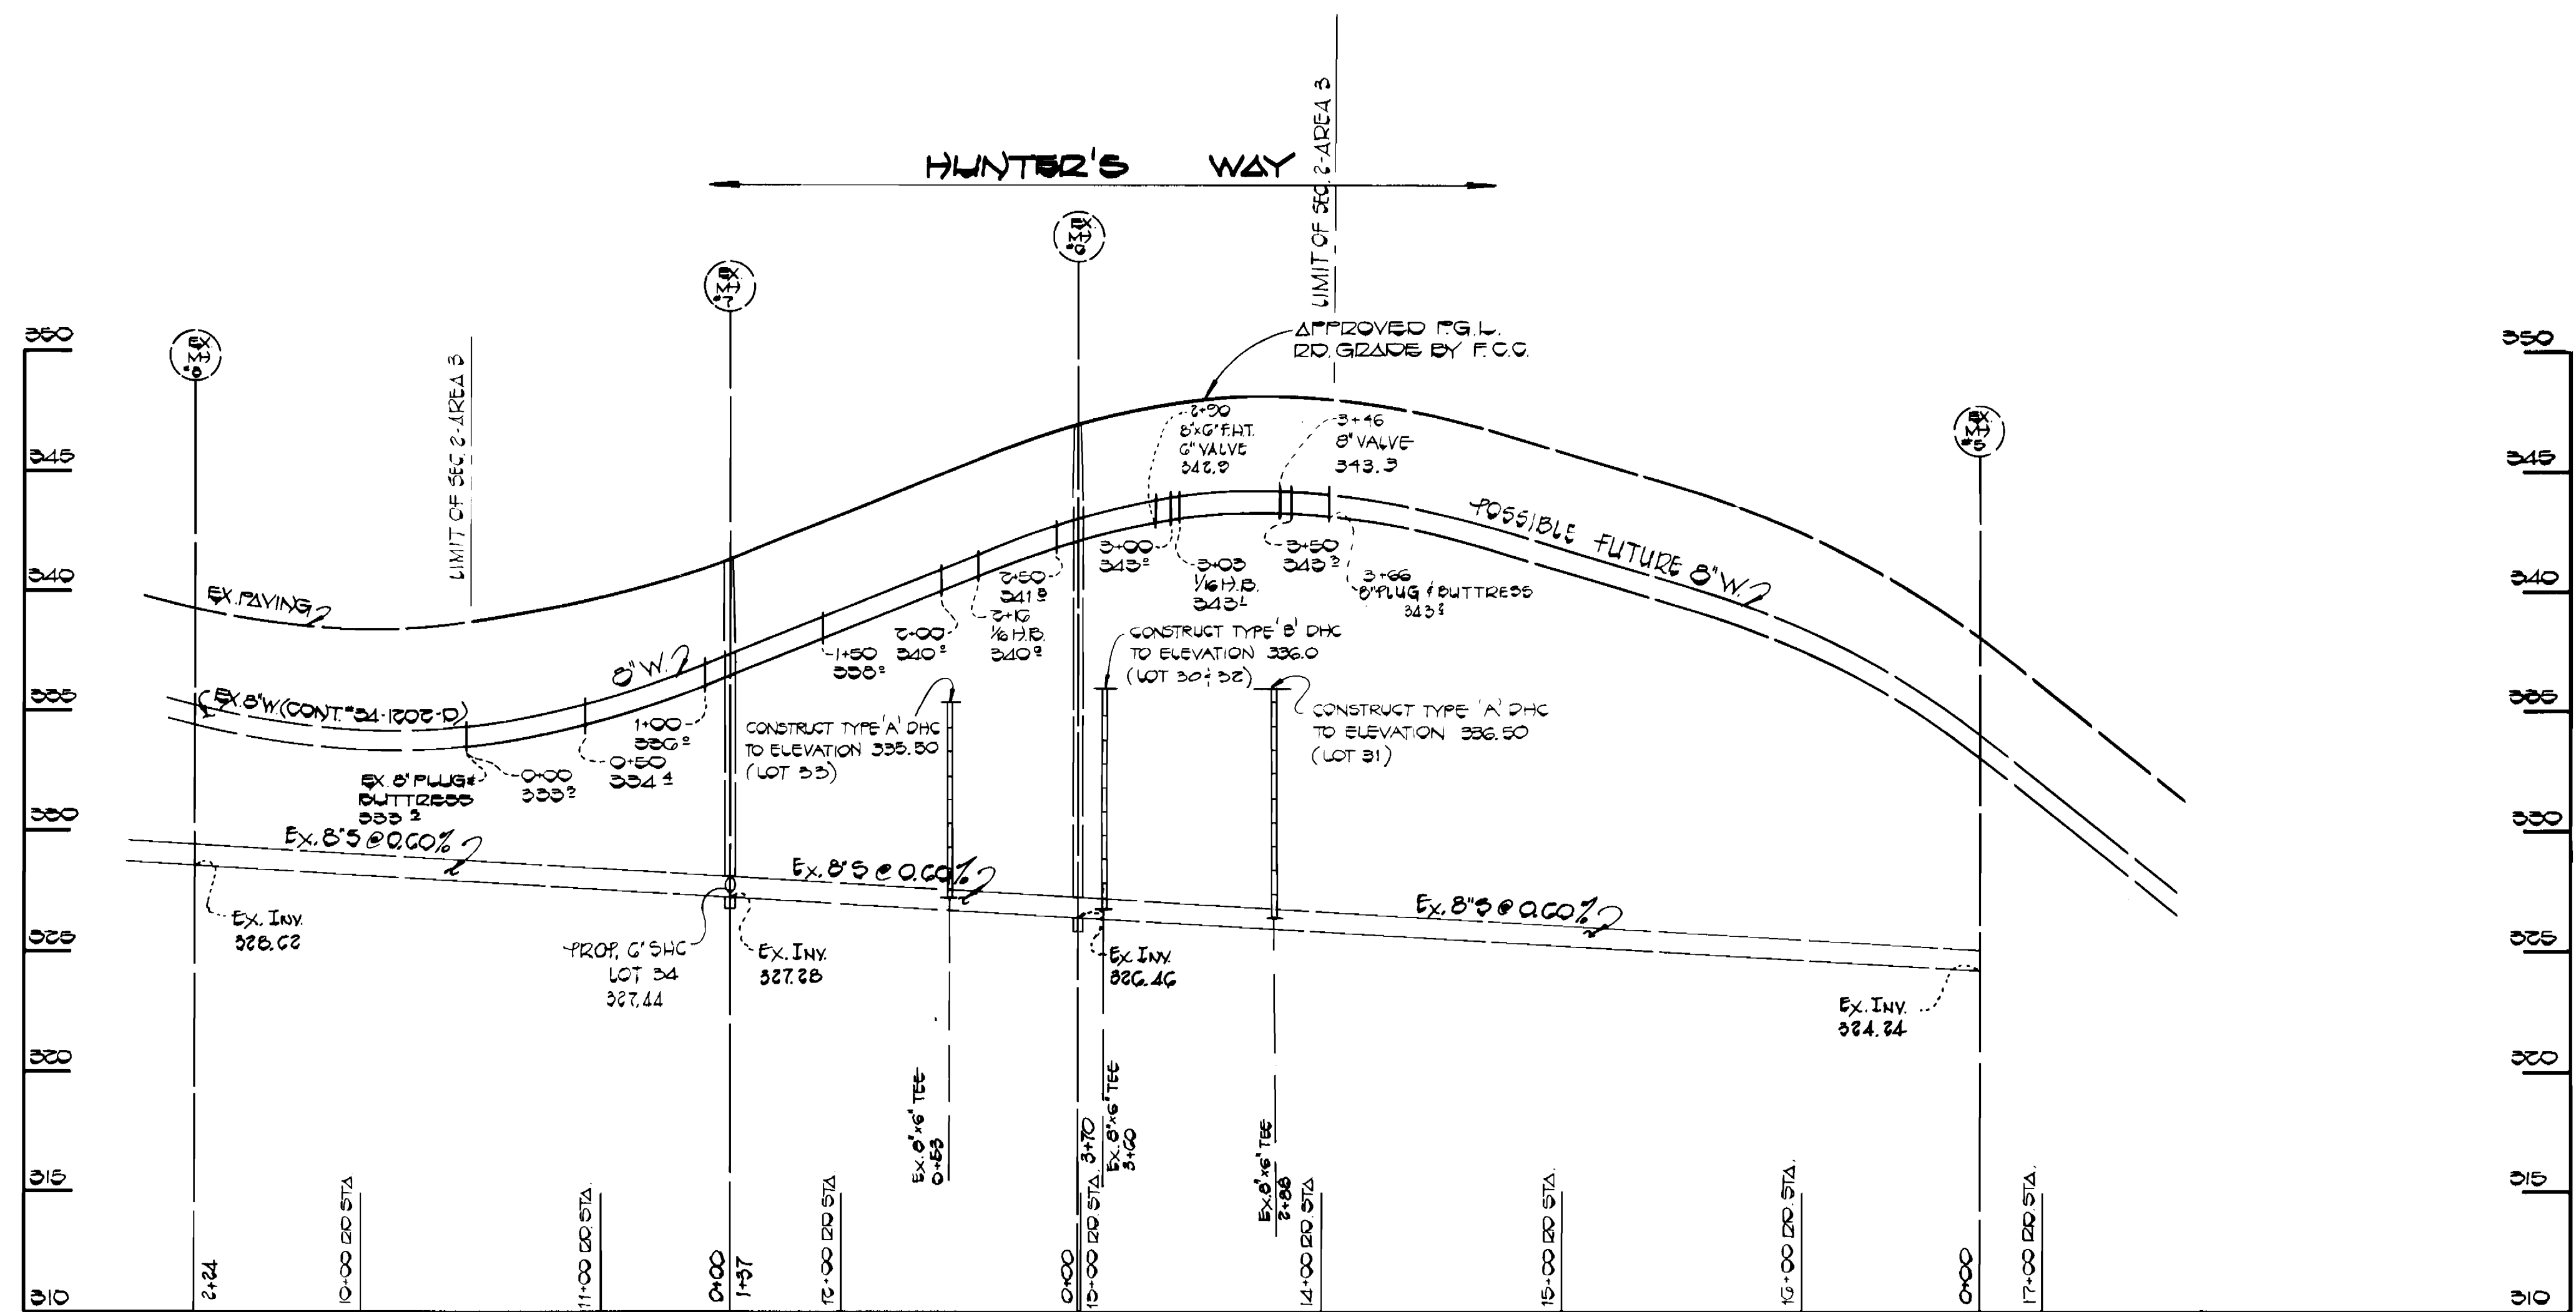 HUNTER'S WAY
LIMIT OF SEC. 2-AREA 3
EX. MH #8
EX. MH #7
EX. MH #6
EX. MH #5
LIMIT OF SEC. 2-AREA 3
APPROVED P.G.L.
RD. GRADE BY F.C.C.
350
345
340
335
330
325
320
315
310
350
345
340
335
330
325
320
315
310
2+90
8"x6" F.H.T.
6" VALVE
342.9
3+46
8" VALVE
343.3
POSSIBLE FUTURE 8" W.
EX. PAVING
EX. 8" W. (CONT. #34-1202-D)
8" W.
EX. 8" PLUG &
BUTTRESS
0+00
0+50
334 4
1+00
1+50
2+00
2+16
1/16 H.B.
2+50
341 8
3+00
3+03
1/16 H.B.
343 1
3+50
343 3
3+66
8" PLUG & BUTTRESS
CONSTRUCT TYPE 'A' DHC
TO ELEVATION 335.50
(LOT 33)
CONSTRUCT TYPE 'B' DHC
TO ELEVATION 336.0
(LOT 30 & 32)
CONSTRUCT TYPE 'A' DHC
TO ELEVATION 336.50
(LOT 31)
EX. 8" S @ 0.60%
EX. 8" S @ 0.60%
EX. 8" S @ 0.60%
EX. INV.
328.62
PROP. 6" SHC
LOT 34
327.44
EX. INV.
327.28
EX. INV.
326.46
EX. INV.
324.24
EX. 8"x6" TEE
0+53
3+70
EX. 8"x6" TEE
3+60
EX. 8"x6" TEE
2+88
2+24
10+00 RD. STA.
11+00 RD. STA.
0+00
1+37
12+00 RD. STA.
0+00
13+00 RD. STA.
14+00 RD. STA.
15+00 RD. STA.
16+00 RD. STA.
0+00
17+00 RD. STA.